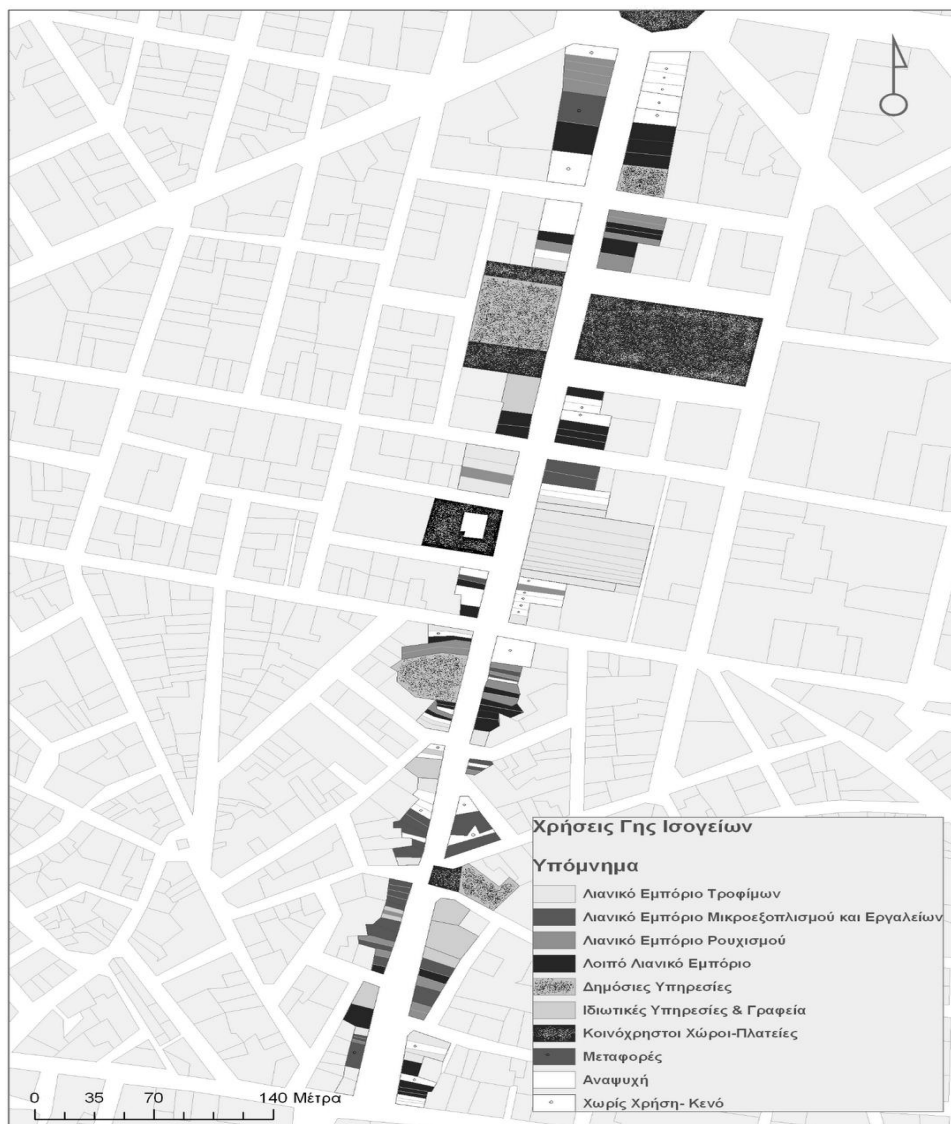 Χρήσεις Γης Ισογείων
Υπόμνημα
Λιανικό Εμπόριο Τροφίμων
Λιανικό Εμπόριο Μικροεξοπλισμού και Εργαλείων
Λιανικό Εμπόριο Ρουχισμού
Λοιπό Λιανικό Εμπόριο
Δημόσιες Υπηρεσίες
Ιδιωτικές Υπηρεσίες & Γραφεία
Κοινόχρηστοι Χώροι-Πλατείες
Μεταφορές
Αναψυχή
Χωρίς Χρήση- Κενό
0 35 70 140 Μέτρα